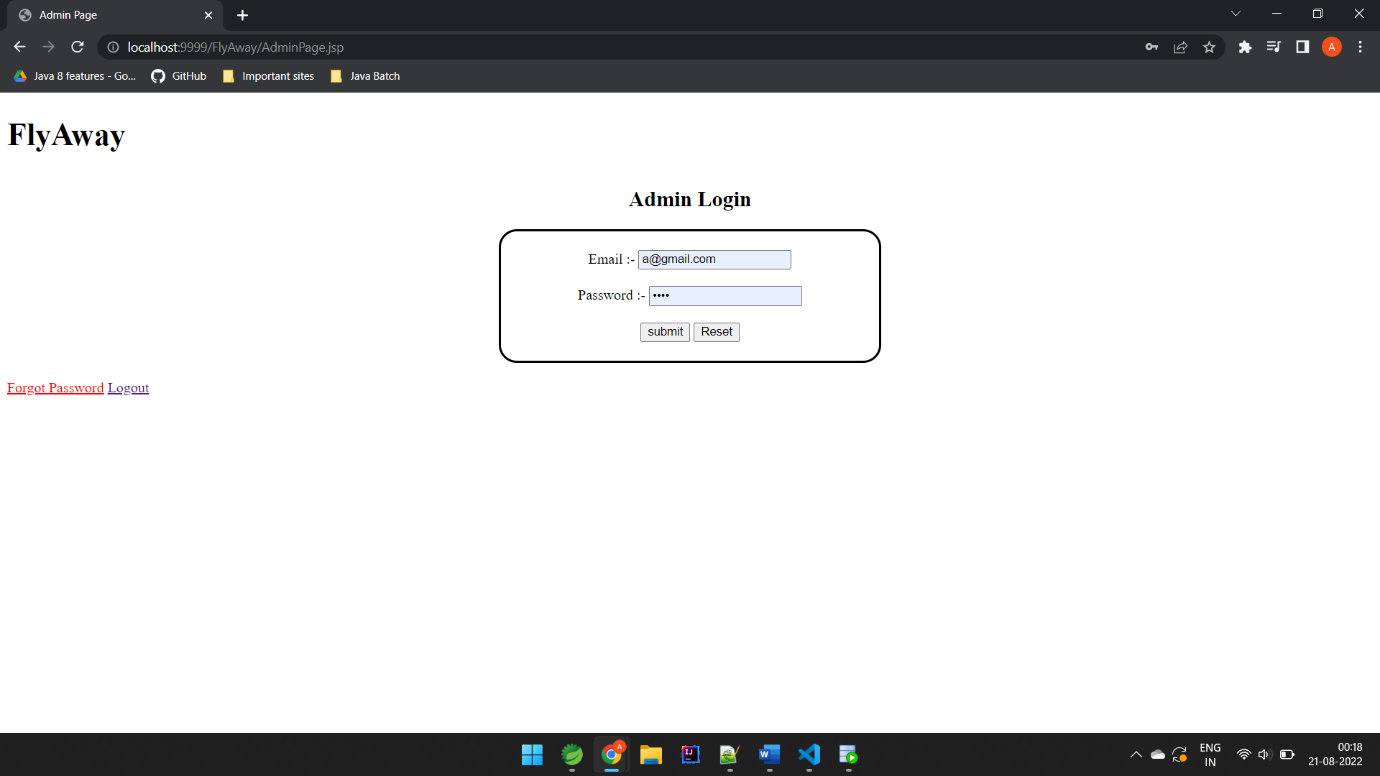 Admin Page
localhost:9999/FlyAway/AdminPage.jsp
A
Java 8 features - Go...
GitHub
Important sites
Java Batch
FlyAway
Admin Login
Email :- a@gmail.com
Password :- ••••
submit Reset
Forgot Password Logout
A
ENG
IN
00:18
21-08-2022